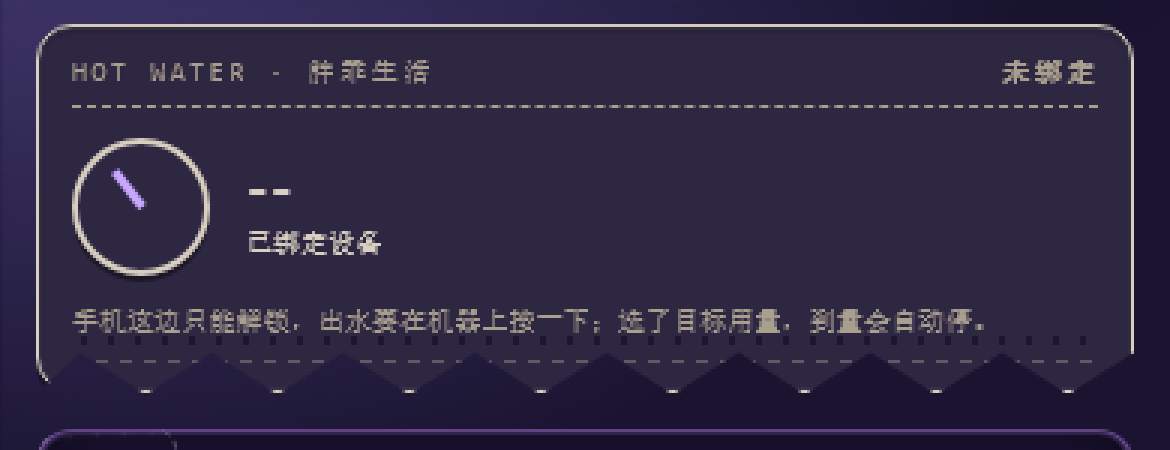 HOT WATER · 胖乖生活
未绑定
--
已绑定设备
手机这边只能解锁，出水要在机器上按一下；选了目标用量，到量会自动停。